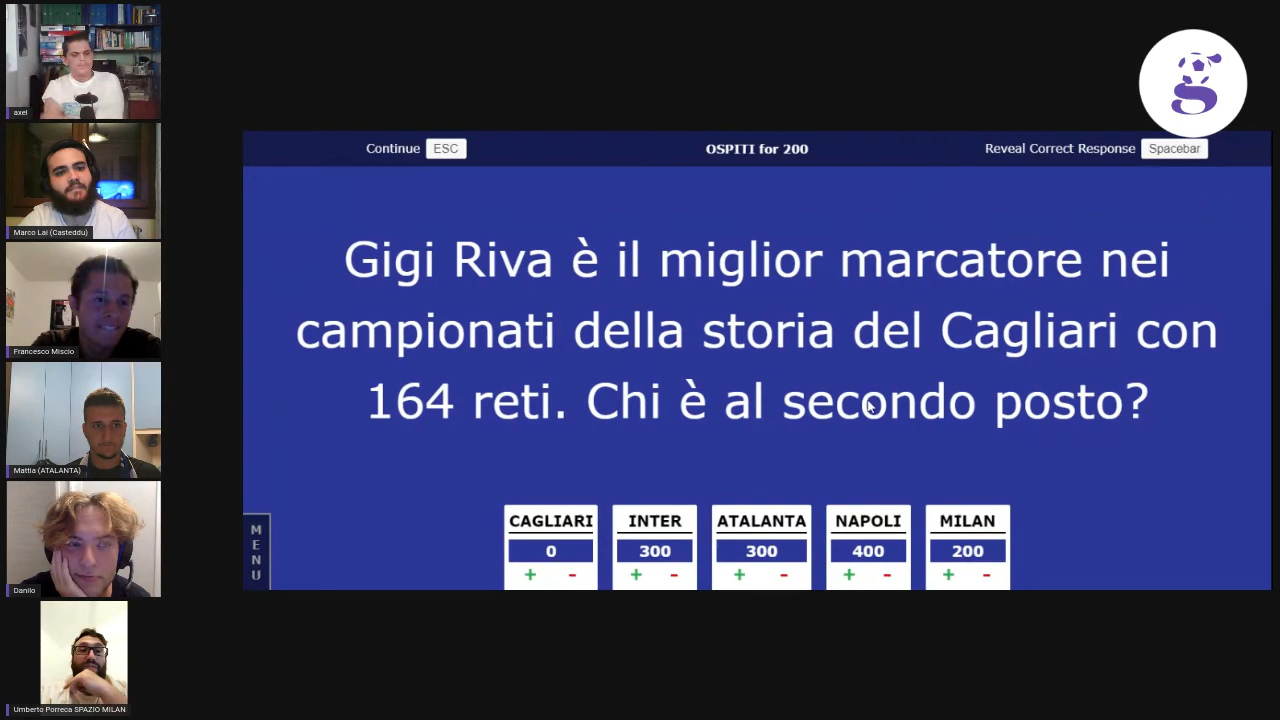 axel
Marco Lai (Casteddu)
Francesco Miscio
Mattia (ATALANTA)
Danilo
Umberto Porreca SPAZIO MILAN
g
Continue ESC OSPITI for 200 Reveal Correct Response Spacebar
Gigi Riva è il miglior marcatore nei
campionati della storia del Cagliari con
164 reti. Chi è al secondo posto?
MENU
CAGLIARI INTER ATALANTA NAPOLI MILAN
0 300 300 400 200
+ - + - + - + - + -